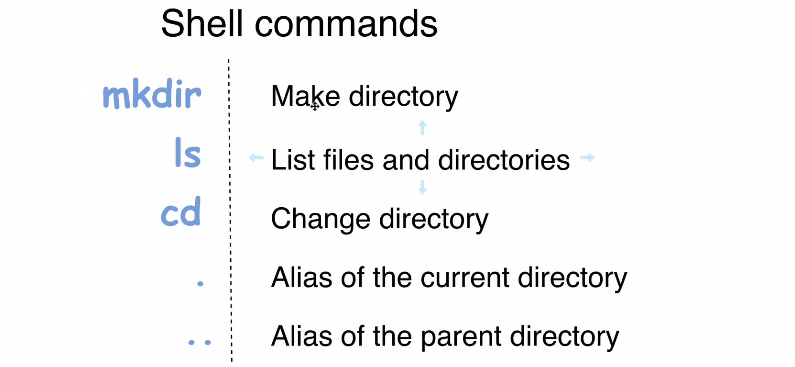 Shell commands
mkdir Make directory
ls List files and directories
cd Change directory
. Alias of the current directory
.. Alias of the parent directory